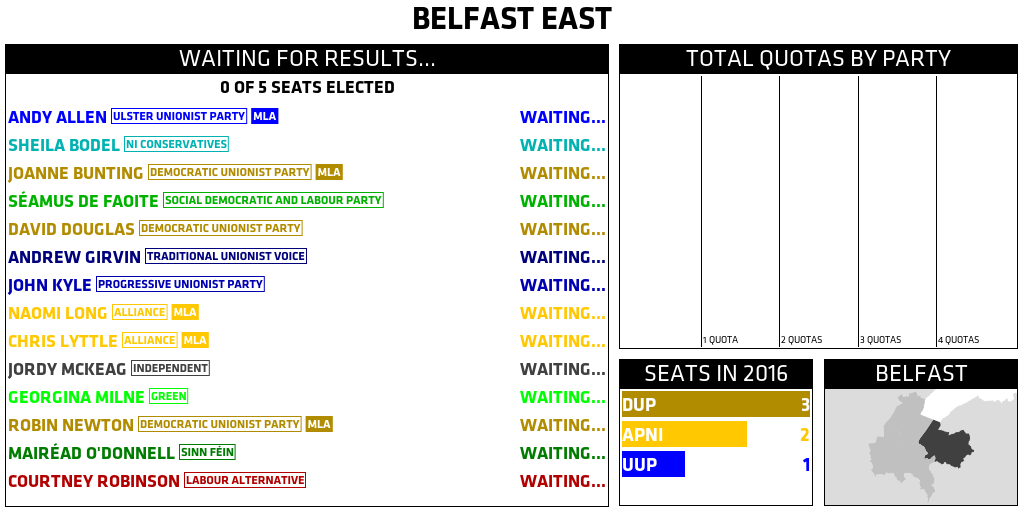 BELFAST EAST
WAITING FOR RESULTS...
0 OF 5 SEATS ELECTED
ANDY ALLEN ULSTER UNIONIST PARTY MLA WAITING...
SHEILA BODEL NI CONSERVATIVES WAITING...
JOANNE BUNTING DEMOCRATIC UNIONIST PARTY MLA WAITING...
SÉAMUS DE FAOITE SOCIAL DEMOCRATIC AND LABOUR PARTY WAITING...
DAVID DOUGLAS DEMOCRATIC UNIONIST PARTY WAITING...
ANDREW GIRVIN TRADITIONAL UNIONIST VOICE WAITING...
JOHN KYLE PROGRESSIVE UNIONIST PARTY WAITING...
NAOMI LONG ALLIANCE MLA WAITING...
CHRIS LYTTLE ALLIANCE MLA WAITING...
JORDY MCKEAG INDEPENDENT WAITING...
GEORGINA MILNE GREEN WAITING...
ROBIN NEWTON DEMOCRATIC UNIONIST PARTY MLA WAITING...
MAIRÉAD O'DONNELL SINN FÉIN WAITING...
COURTNEY ROBINSON LABOUR ALTERNATIVE WAITING...
TOTAL QUOTAS BY PARTY
1 QUOTA 2 QUOTAS 3 QUOTAS 4 QUOTAS
SEATS IN 2016
DUP 3
APNI 2
UUP 1
BELFAST